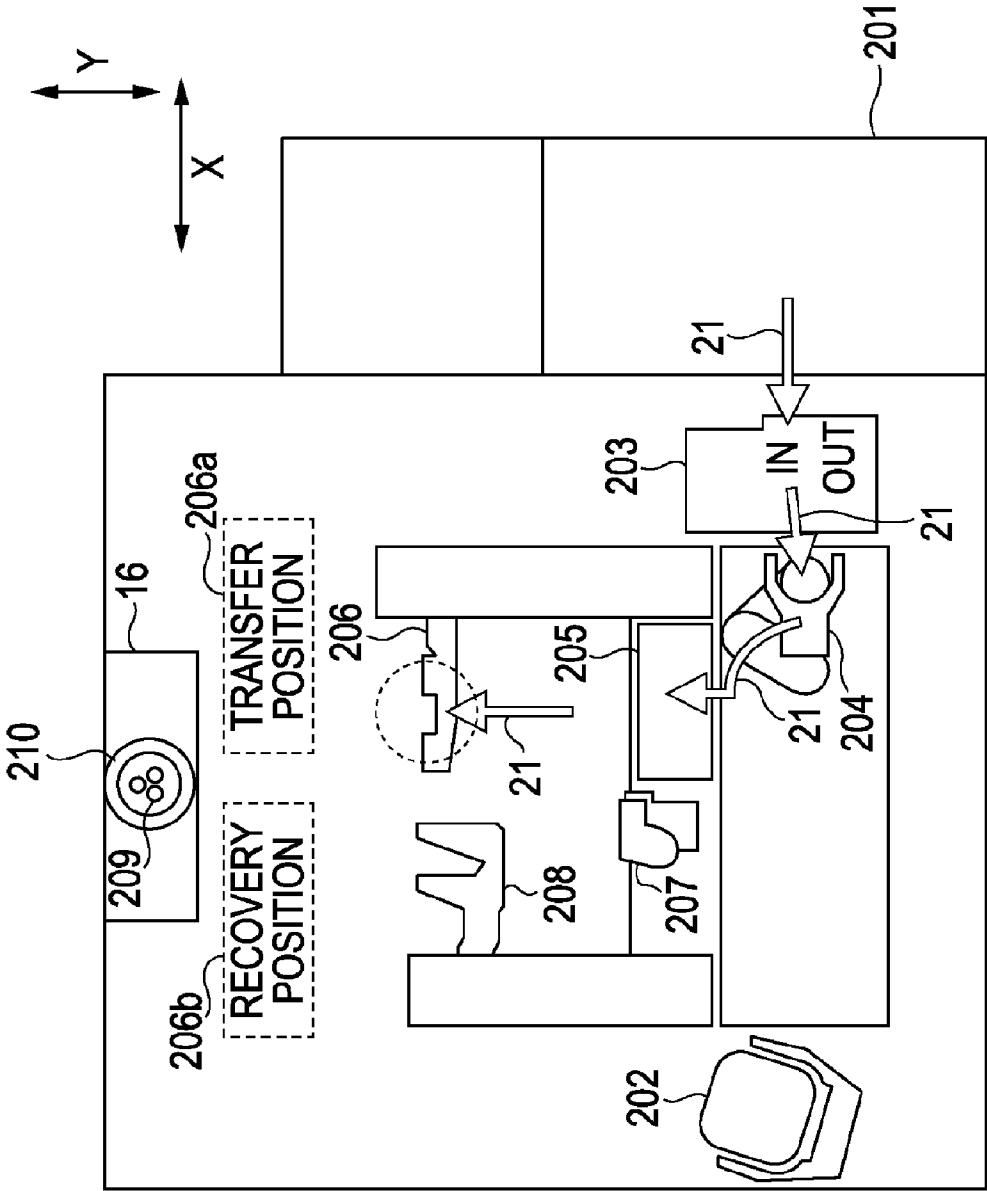 Y
X
201
21
203
IN
OUT
21
206a
TRANSFER
POSITION
16
206
205
21
204
21
210
209
RECOVERY
POSITION
206b
208
207
202